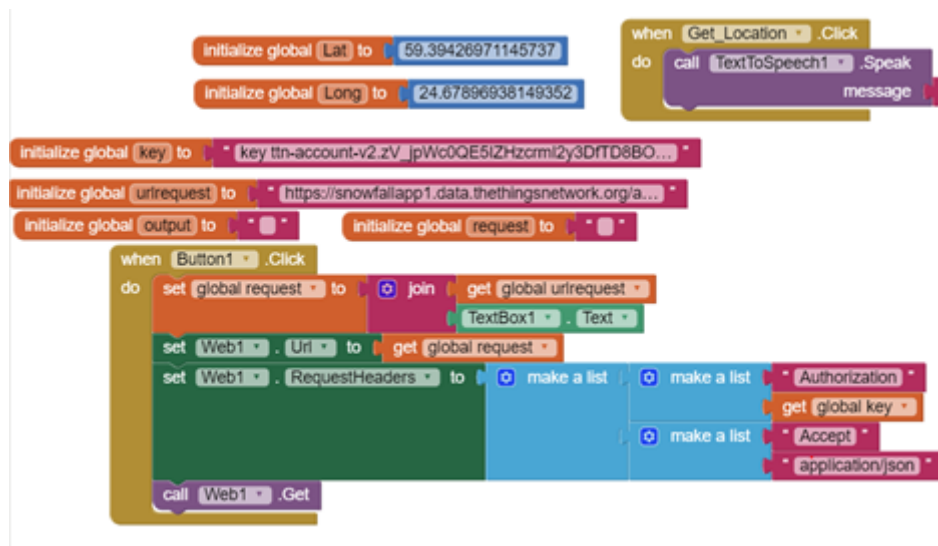 initialize global Lat to 59.39426971145737
when Get_Location .Click
do call TextToSpeech1 .Speak
message
initialize global Long to 24.67896938149352
initialize global key to " key ttn-account-v2.zV_jpWc0QE5IZHzcrml2y3DfTD8BO... "
initialize global urlrequest to " https://snowfallapp1.data.thethingsnetwork.org/a... "
initialize global output to " "
initialize global request to " "
when Button1 .Click
do set global request to join get global urlrequest
TextBox1 . Text
set Web1 . Url to get global request
set Web1 . RequestHeaders to make a list make a list " Authorization "
get global key
make a list " Accept "
" application/json "
call Web1 .Get